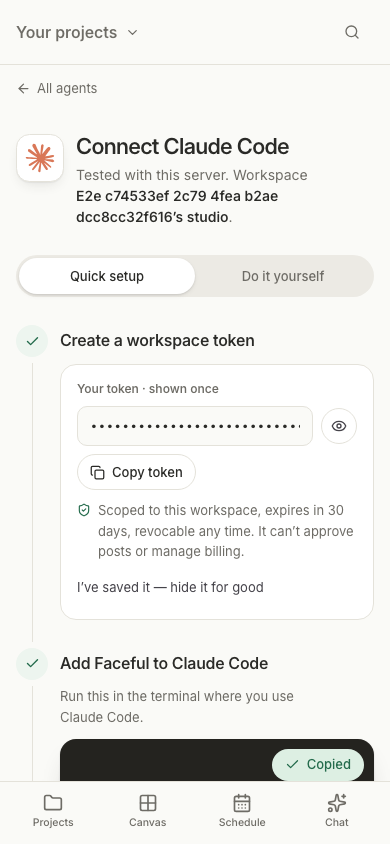 Your projects
All agents
Connect Claude Code
Tested with this server. Workspace
E2e c74533ef 2c79 4fea b2ae
dcc8cc32f616’s studio.
Quick setup
Do it yourself
Create a workspace token
Your token · shown once
Copy token
Scoped to this workspace, expires in 30
days, revocable any time. It can’t approve
posts or manage billing.
I’ve saved it — hide it for good
Add Faceful to Claude Code
Run this in the terminal where you use
Claude Code.
Copied
Projects
Canvas
Schedule
Chat